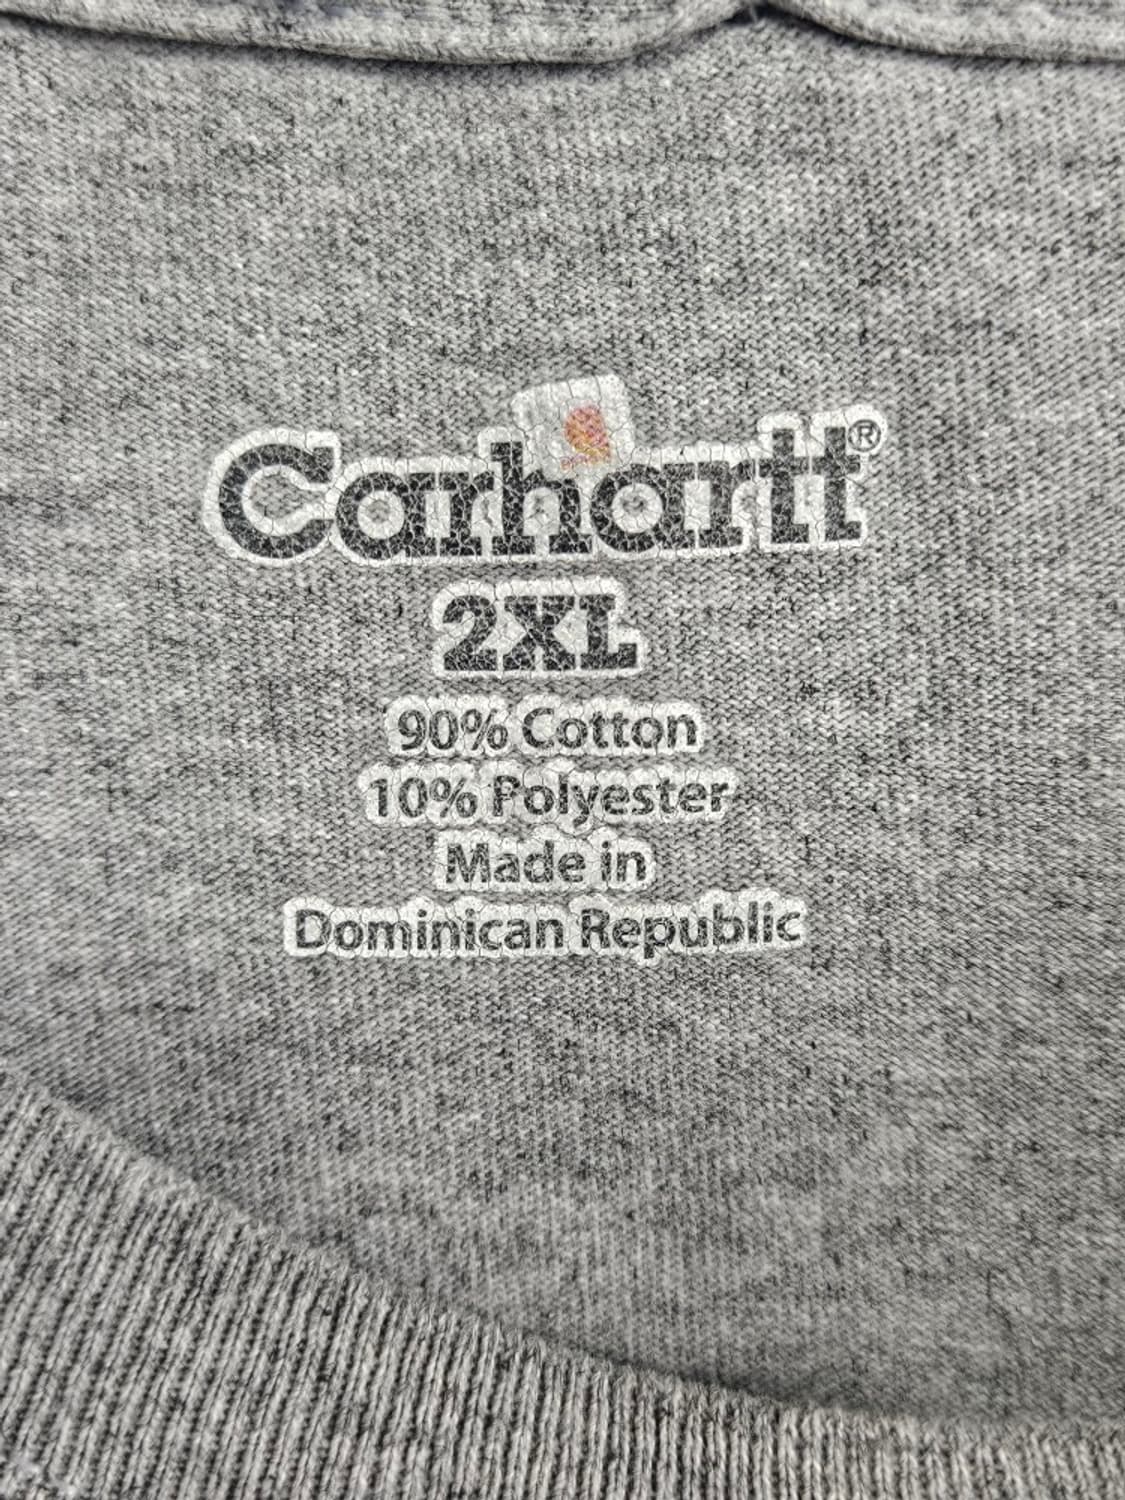 Carhartt®
2XL
90% Cotton
10% Polyester
Made in
Dominican Republic